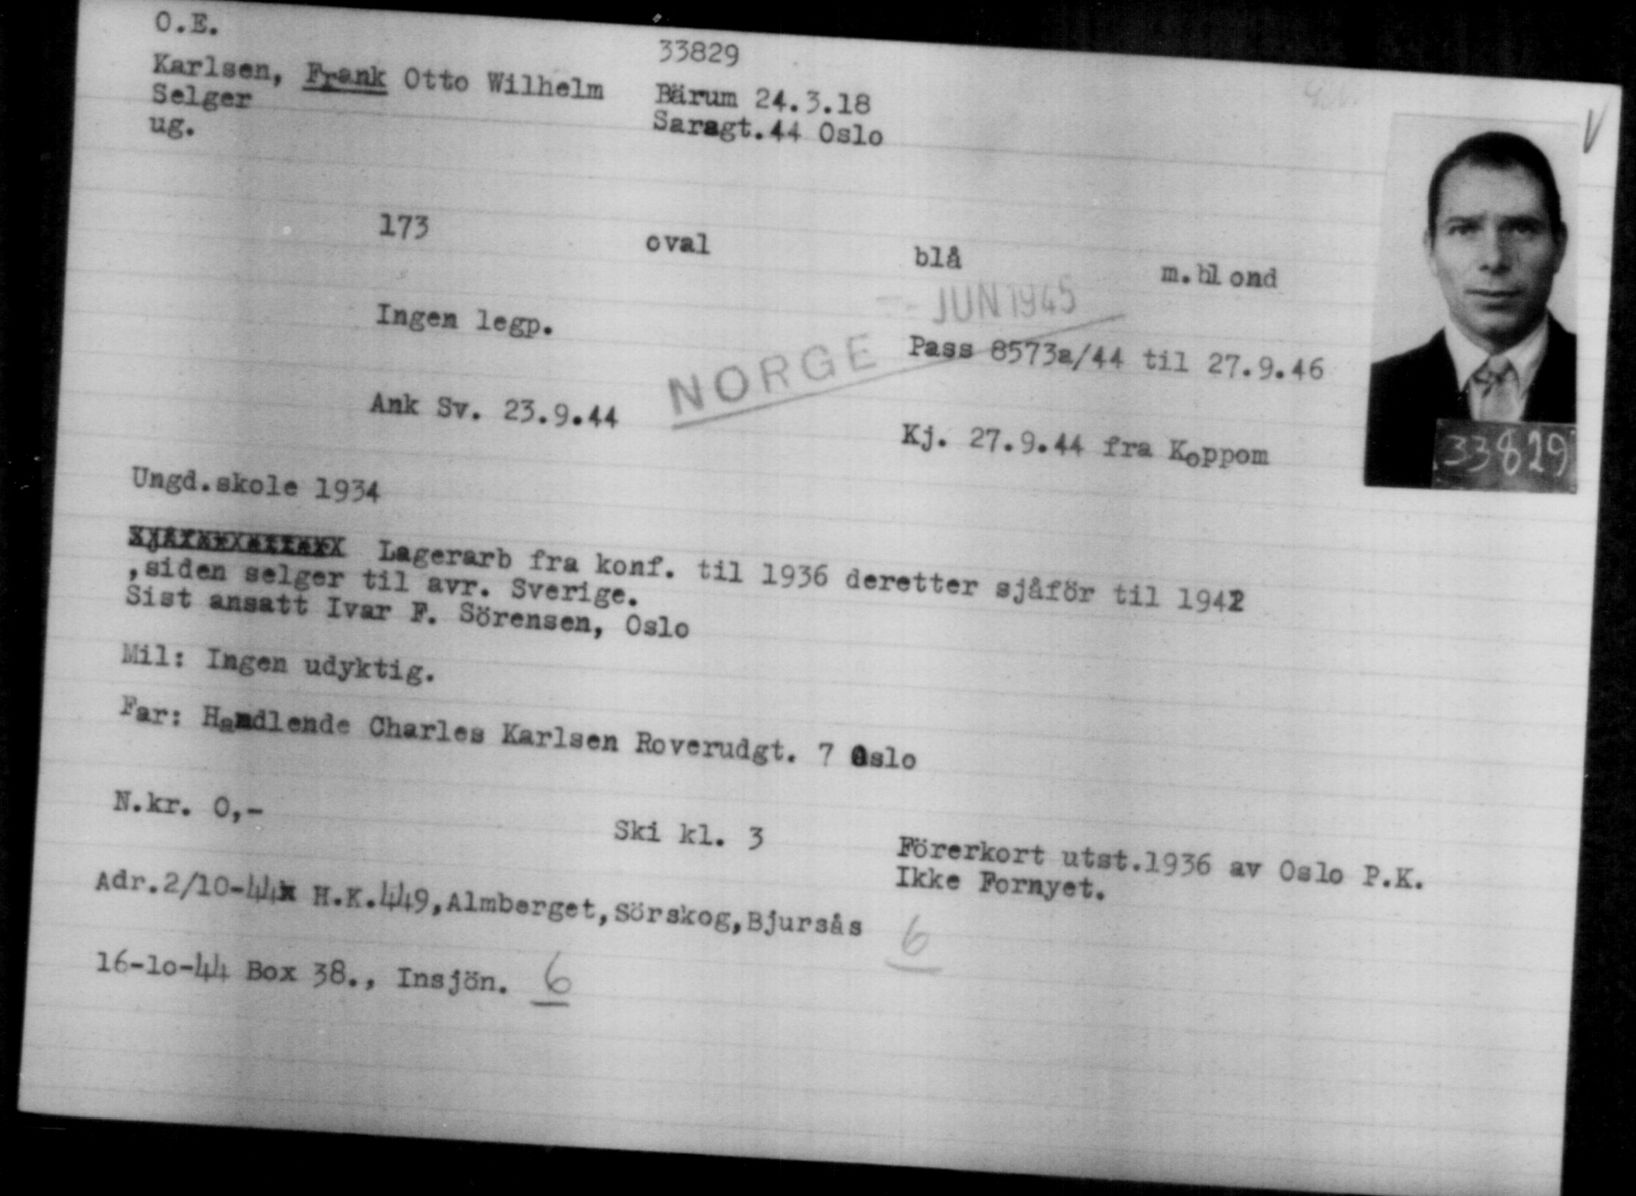 O.E.
33829
Karlsen, Frank Otto Wilhelm
Bärum 24.3.18
Selger
Saragt.44 Oslo
ug.
173
oval
blå
m.blond
JUN 1945
Ingen legp.
NORGE
Pass 8573a/44 til 27.9.46
Ank Sv. 23.9.44
Kj. 27.9.44 fra Koppom
33829
Ungd.skole 1934
Lagerarb fra konf. til 1936 deretter sjåför til 1942
,siden selger til avr. Sverige.
Sist ansatt Ivar F. Sörensen, Oslo
Mil: Ingen udyktig.
Far: Handlende Charles Karlsen Roverudgt. 7 Oslo
N.kr. 0,-
Ski kl. 3
Förerkort utst.1936 av Oslo P.K.
Ikke Fornyet.
Adr.2/10-44x H.K.449,Almberget,Sörskog,Bjursås
6
16-10-44 Box 38., Insjön. 6